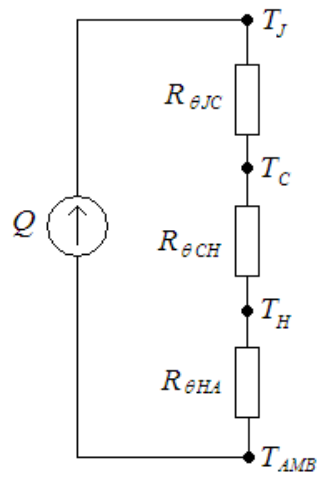 T_J
R_θJC
T_C
Q
R_θCH
T_H
R_θHA
T_AMB